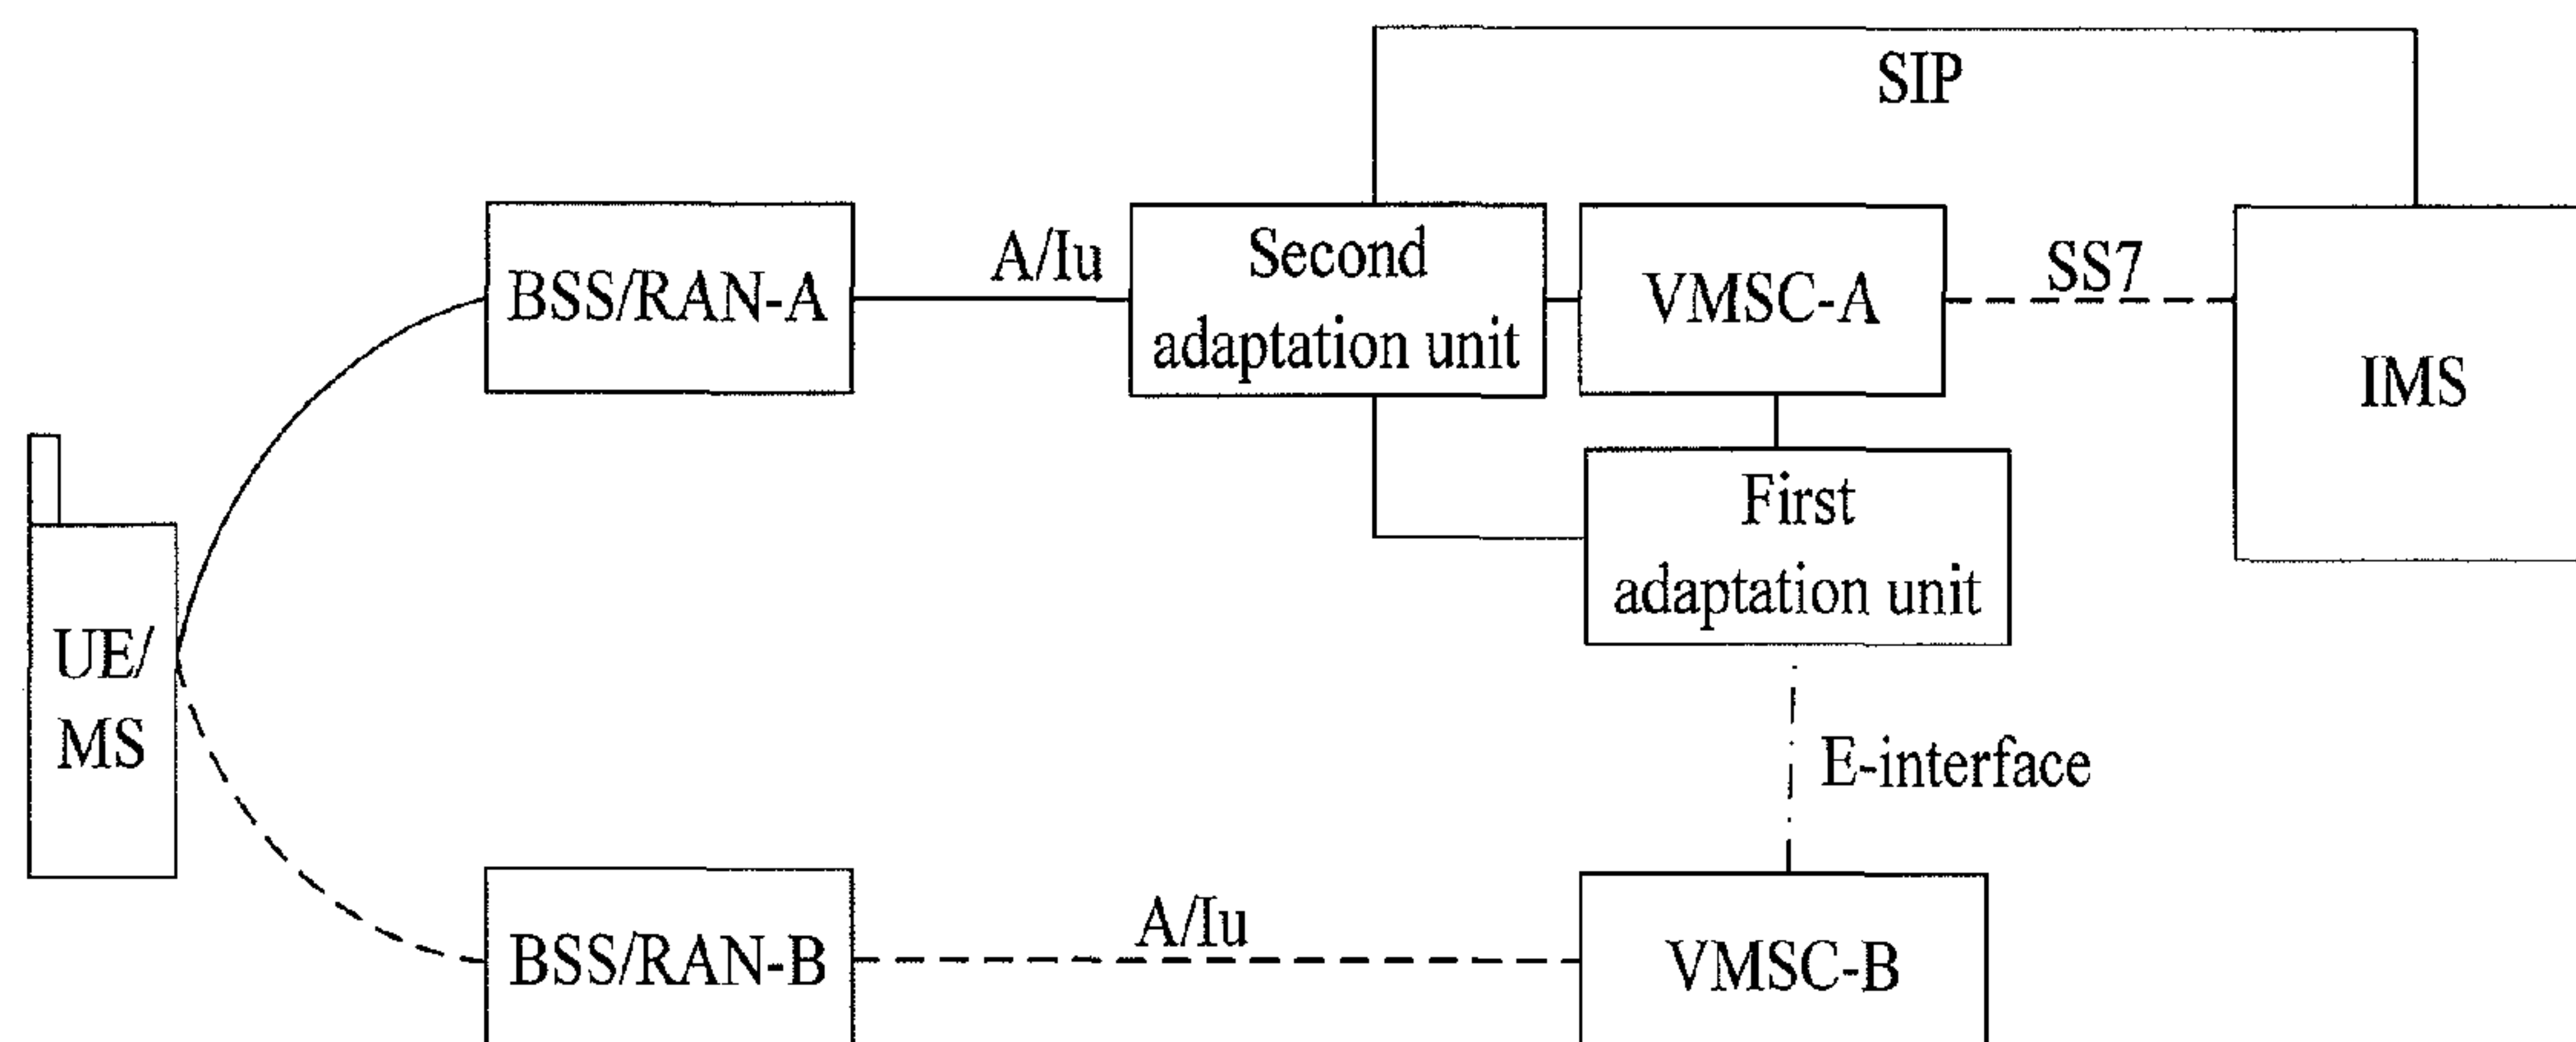 SIP
BSS/RAN-A
A/Iu
Second
adaptation unit
VMSC-A
SS7
IMS
First
adaptation unit
UE/
MS
E-interface
BSS/RAN-B
A/Iu
VMSC-B